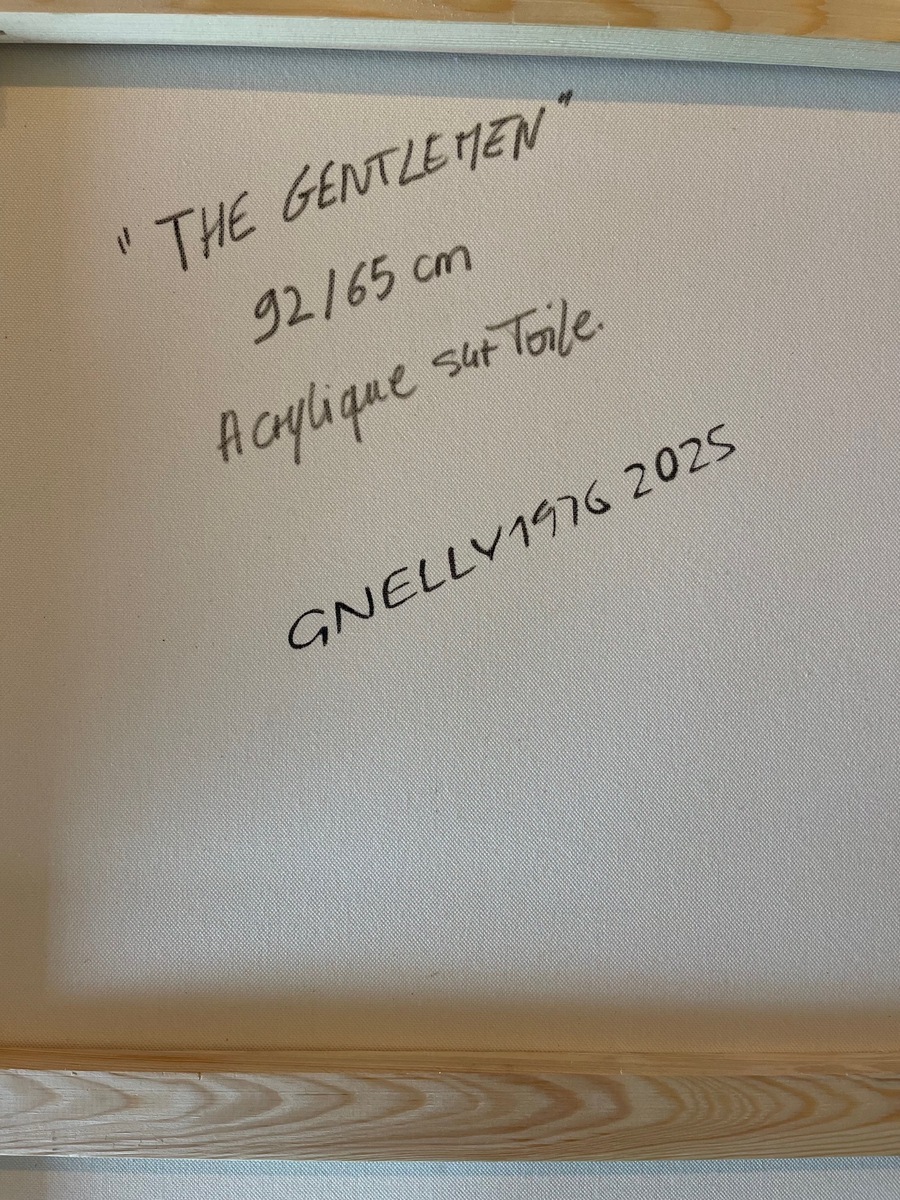 "THE GENTLEMEN"
92/65 cm
Acrylique sur Toile.
GNELLY1976 2025